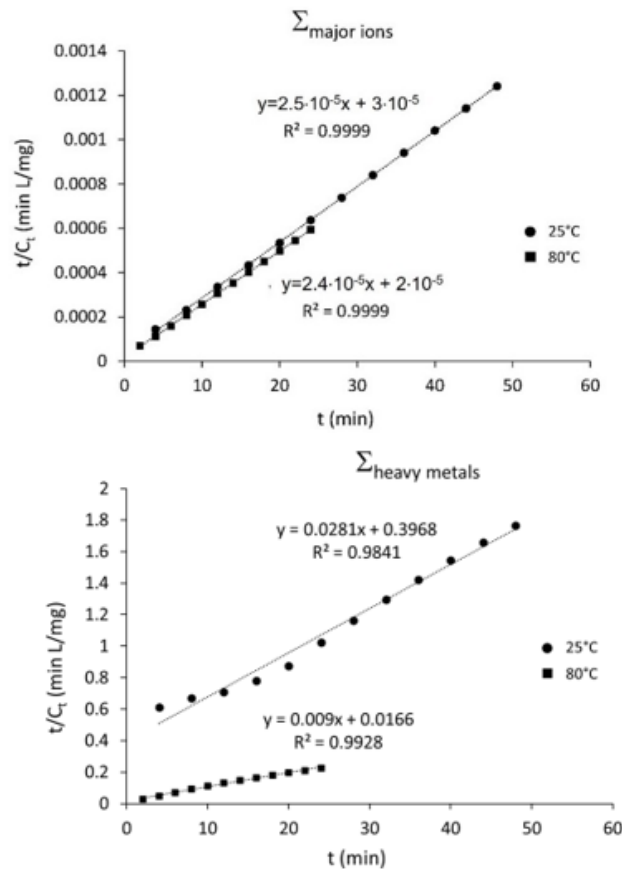 Σmajor ions
0.0014
0.0012
0.001
0.0008
0.0006
0.0004
0.0002
0
t/Ct (min L/mg)
y=2.5·10-5x + 3·10-5
R² = 0.9999
25°C
80°C
y=2.4·10-5x + 2·10-5
R² = 0.9999
0 10 20 30 40 50 60
t (min)
Σheavy metals
2
1.8
1.6
1.4
1.2
1
0.8
0.6
0.4
0.2
0
t/Ct (min L/mg)
y = 0.0281x + 0.3968
R² = 0.9841
25°C
80°C
y = 0.009x + 0.0166
R² = 0.9928
0 10 20 30 40 50 60
t (min)